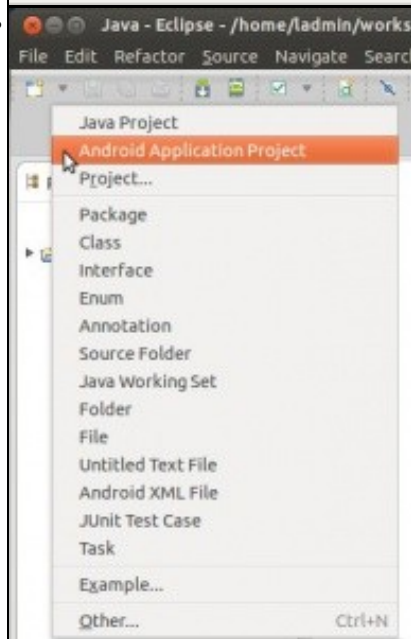 Java - Eclipse - /home/ladmin/works
File Edit Refactor Source Navigate Searc
Java Project
Android Application Project
Project...
Package
Class
Interface
Enum
Annotation
Source Folder
Java Working Set
Folder
File
Untitled Text File
Android XML File
JUnit Test Case
Task
Example...
Other... Ctrl+N